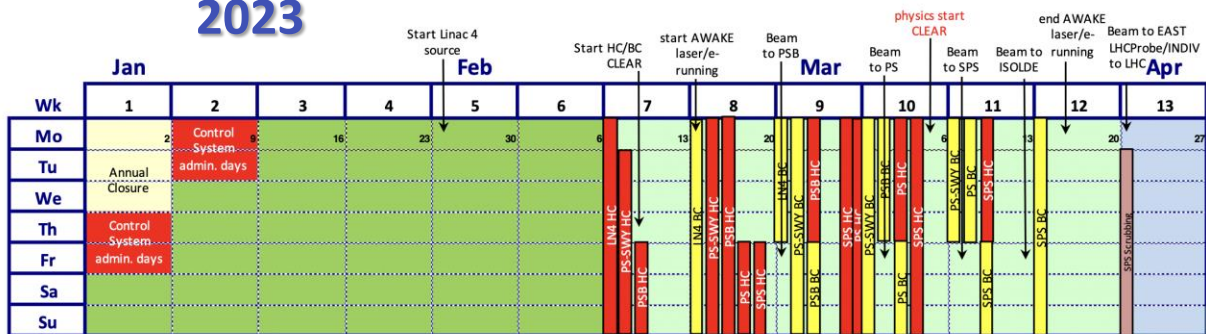 2023
Start Linac 4
source
Start HC/BC
CLEAR
start AWAKE
laser/e-
running
Beam
to PSB
Beam
to PS
physics start
CLEAR
Beam
to SPS
Beam to
ISOLDE
end AWAKE
laser/e-
running
Beam to EAST
LHCProbe/INDIV
to LHC
Jan
Feb
Mar
Apr
Wk 1 2 3 4 5 6 7 8 9 10 11 12 13
Mo 2 9 16 23 30 6 13 20 6 13 20 27
Tu
We
Th
Fr
Sa
Su
Annual
Closure
Control
System
admin. days
Control
System
admin. days
LN4 HC
PS-SWY HC
PSB HC
LN4 BC
PS-SWY HC
PSB HC
PS HC
SPS HC
LN4 BC
PS-SWY BC
PSB HC
PSB BC
SPS HC
PS HC
PS-SWY BC
PSB BC
PS HC
PS BC
SPS HC
PS-SWY BC
PS BC
SPS HC
SPS BC
SPS BC
SPS Scrubbing